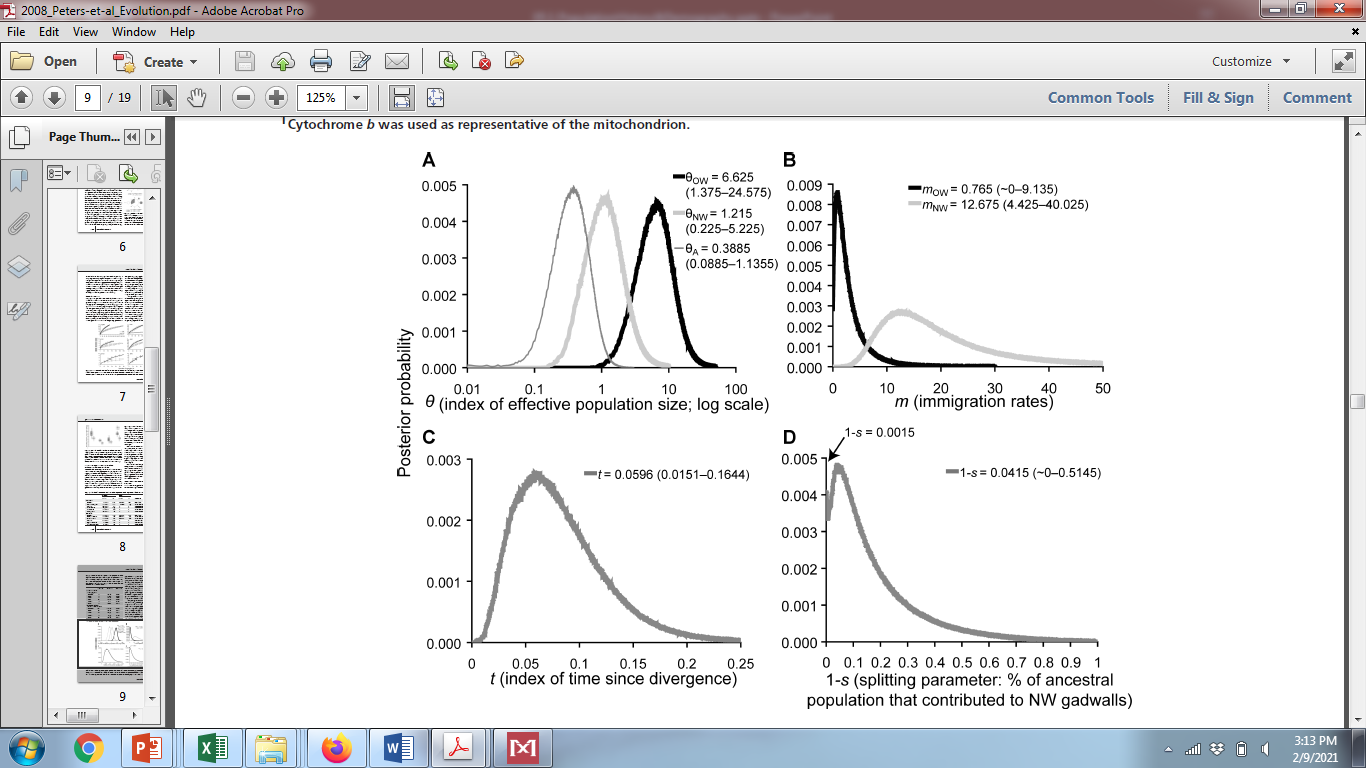 2008_Peters-et-al_Evolution.pdf - Adobe Acrobat Pro
File Edit View Window Help
Open Create Customize
9 / 19 125% Common Tools Fill & Sign Comment
Page Thum...
6
7
8
9
1Cytochrome b was used as representative of the mitochondrion.
Posterior probability
A
θOW = 6.625
(1.375–24.575)
θNW = 1.215
(0.225–5.225)
θA = 0.3885
(0.0885–1.1355)
0.005
0.004
0.003
0.002
0.001
0.000
0.01 0.1 1 10 100
θ (index of effective population size; log scale)
B
mOW = 0.765 (~0–9.135)
mNW = 12.675 (4.425–40.025)
0.009
0.008
0.007
0.006
0.005
0.004
0.003
0.002
0.001
0.000
0 10 20 30 40 50
m (immigration rates)
C
t = 0.0596 (0.0151–0.1644)
0.003
0.002
0.001
0.000
0 0.05 0.1 0.15 0.2 0.25
t (index of time since divergence)
D
1-s = 0.0015
1-s = 0.0415 (~0–0.5145)
0.005
0.004
0.003
0.002
0.001
0.000
0 0.1 0.2 0.3 0.4 0.5 0.6 0.7 0.8 0.9 1
1-s (splitting parameter: % of ancestral
population that contributed to NW gadwalls)
3:13 PM
2/9/2021